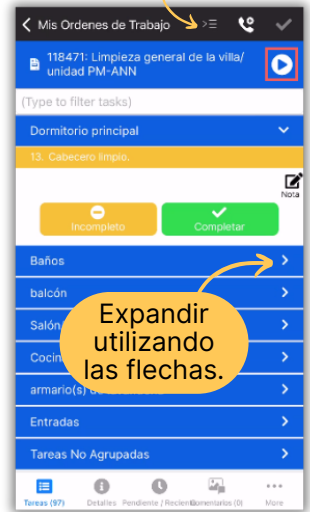 Mis Ordenes de Trabajo
118471: Limpieza general de la villa/
unidad PM-ANN
(Type to filter tasks)
Dormitorio principal
13. Cabecero limpio.
Nota
Incompleto
Completar
Baños
balcón
Salón
Cocin
armario(s)
Entradas
Tareas No Agrupadas
Expandir
utilizando
las flechas.
Tareas (97)
Detalles
Pendiente / Recien
Comentarios (0)
More